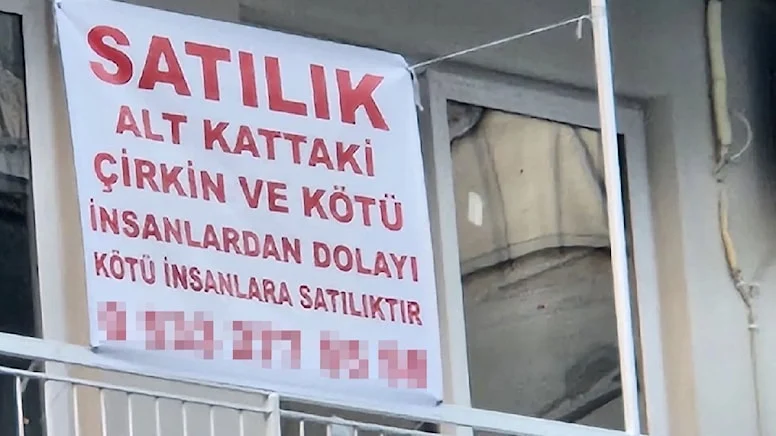 SATILIK
ALT KATTAKİ
ÇİRKİN VE KÖTÜ
İNSANLARDAN DOLAYI
KÖTÜ İNSANLARA SATILIKTIR